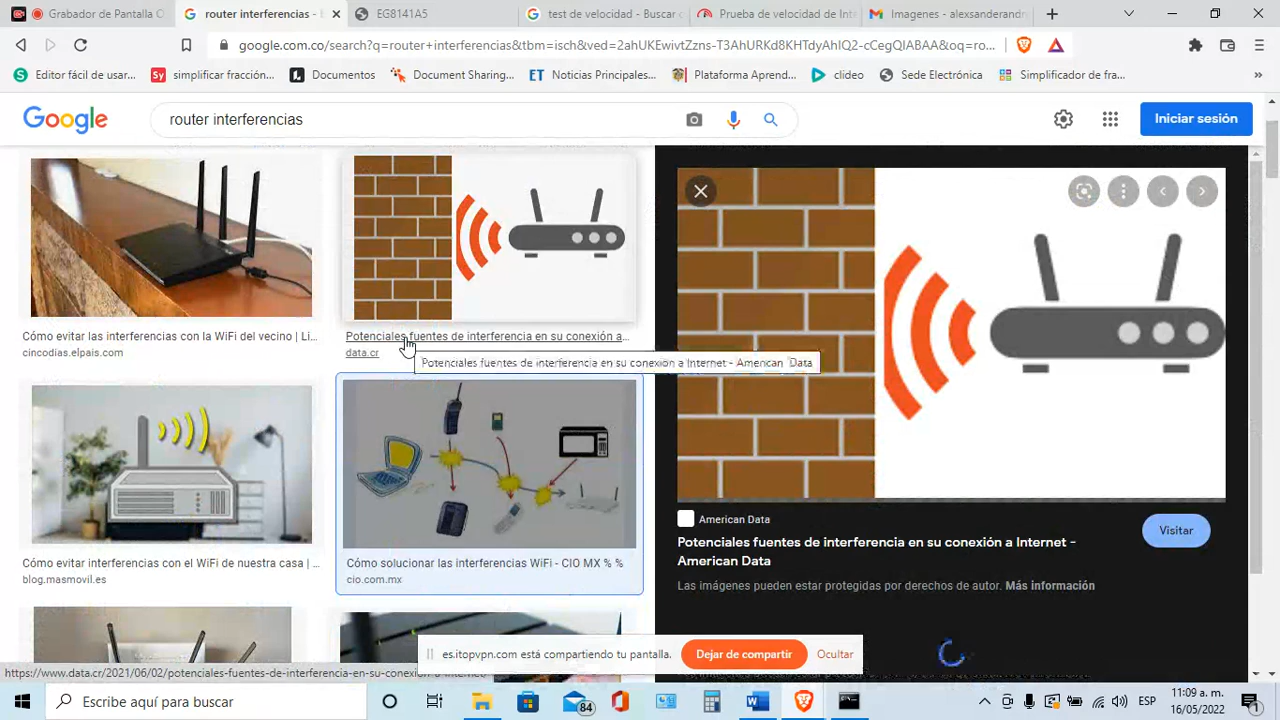 Grabador de Pantalla O
router interferencias - 
EG8141A5
test de velocidad - Buscar c
Prueba de velocidad de Int
Imagenes - alexsanderandr
google.com.co/search?q=router+interferencias&tbm=isch&ved=2ahUKEwivtZzns-T3AhURKd8KHTdyAhIQ2-cCegQIABAA&oq=ro...
Editor fácil de usu...
simplificar fracción...
Documentos
Document Sharing...
Noticias Principales...
Plataforma Aprend...
clidea
Sede Electrónica
Simplificador de fra...
»
Google
router interferencias
Iniciar sesión
Cómo evitar las interferencias con la WiFi del vecino | Li...
cincodias.elpais.com
Potenciales fuentes de interferencia en su conexión a...
data.cr
Potenciales fuentes de interferencia en su conexión a Internet - American Data
Cómo evitar interferencias con el WiFi de nuestra casa | ...
blog.masmovil.es
Cómo solucionar las interferencias WiFi - CIO MX % %
cio.com.mx
American Data
Visitar
Potenciales fuentes de interferencia en su conexión a Internet -
American Data
Las imágenes pueden estar protegidas por derechos de autor. Más información
es.itopvpn.com está compartiendo tu pantalla.
Dejar de compartir
Ocultar
https://www.data.cr/2021/06/02/potenciales-fuentes-de-interferencia-en-su-conexion-a-internet
Escribe aquí para buscar
84
ESP
11:09 a. m.
16/05/2022
1